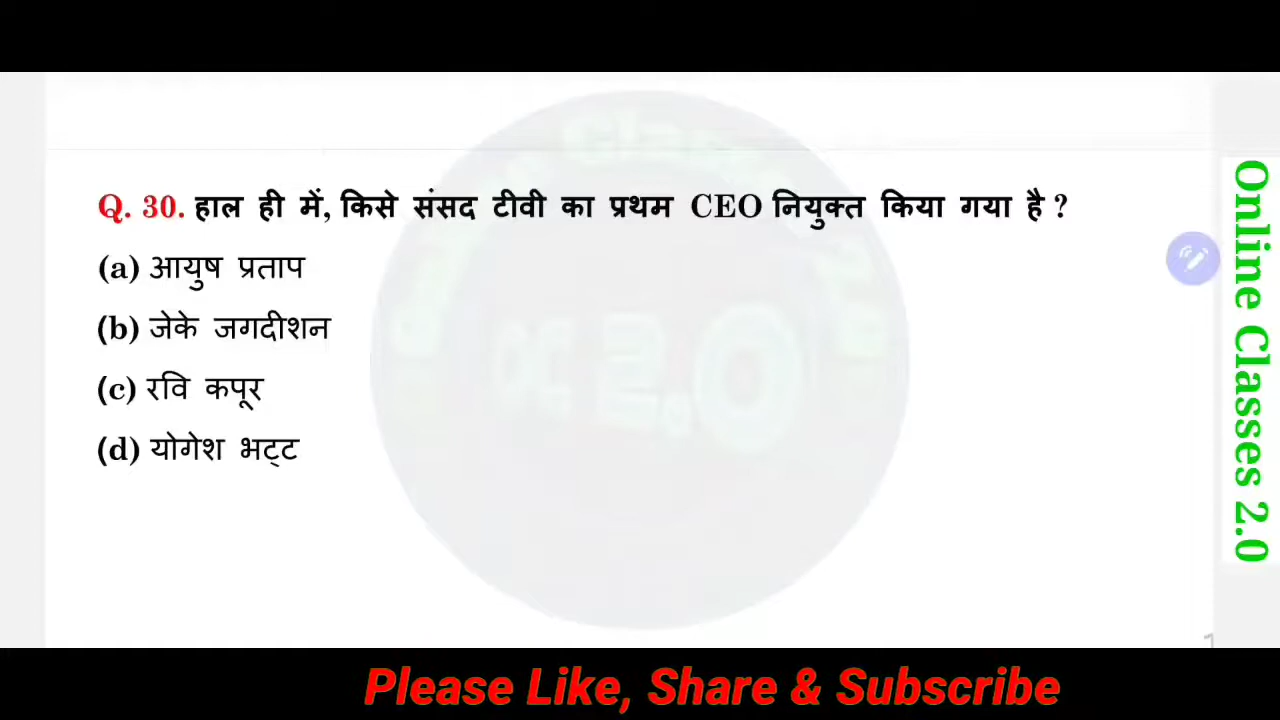 Q. 30. हाल ही में, किसे संसद टीवी का प्रथम CEO नियुक्त किया गया है ?
(a) आयुष प्रताप
(b) जेके जगदीशन
(c) रवि कपूर
(d) योगेश भट्ट
Online Classes 2.0
Please Like, Share & Subscribe